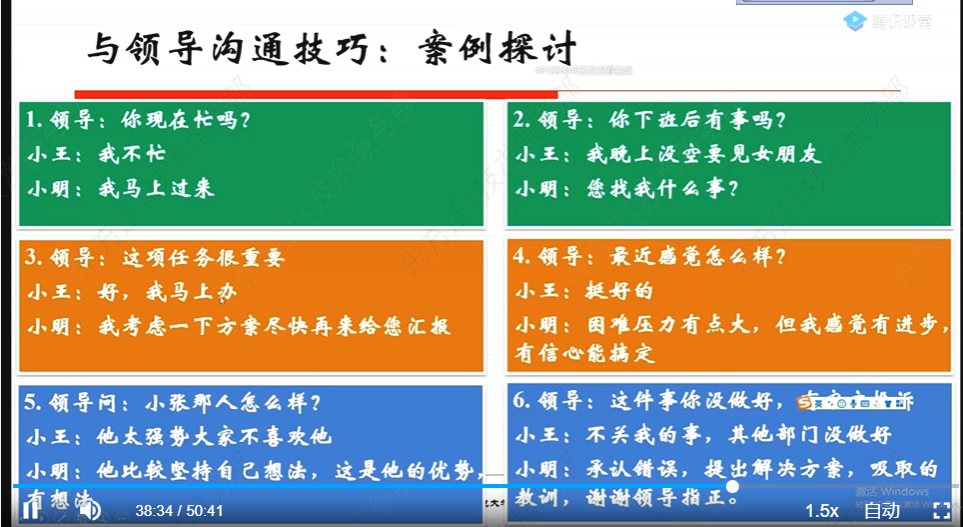 腾讯课堂
与领导沟通技巧：案例探讨
1. 领导：你现在忙吗？
小王：我不忙
小明：我马上过来
2. 领导：你下班后有事吗？
小王：我晚上没空要见女朋友
小明：您找我什么事？
3. 领导：这项任务很重要
小王：好，我马上办
小明：我考虑一下方案尽快再来给您汇报
4. 领导：最近感觉怎么样？
小王：挺好的
小明：困难压力有点大，但我感觉有进步，
有信心能搞定
5. 领导问：小张那人怎么样？
小王：他太强势大家不喜欢他
小明：他比较坚持自己想法，这是他的优势，
有想法
6. 领导：这件事你没做好，
小王：不关我的事，其他部门没做好
小明：承认错误，提出解决方案，吸取的
教训，谢谢领导指正。
激活 Windows
38:34 / 50:41
1.5x
自动